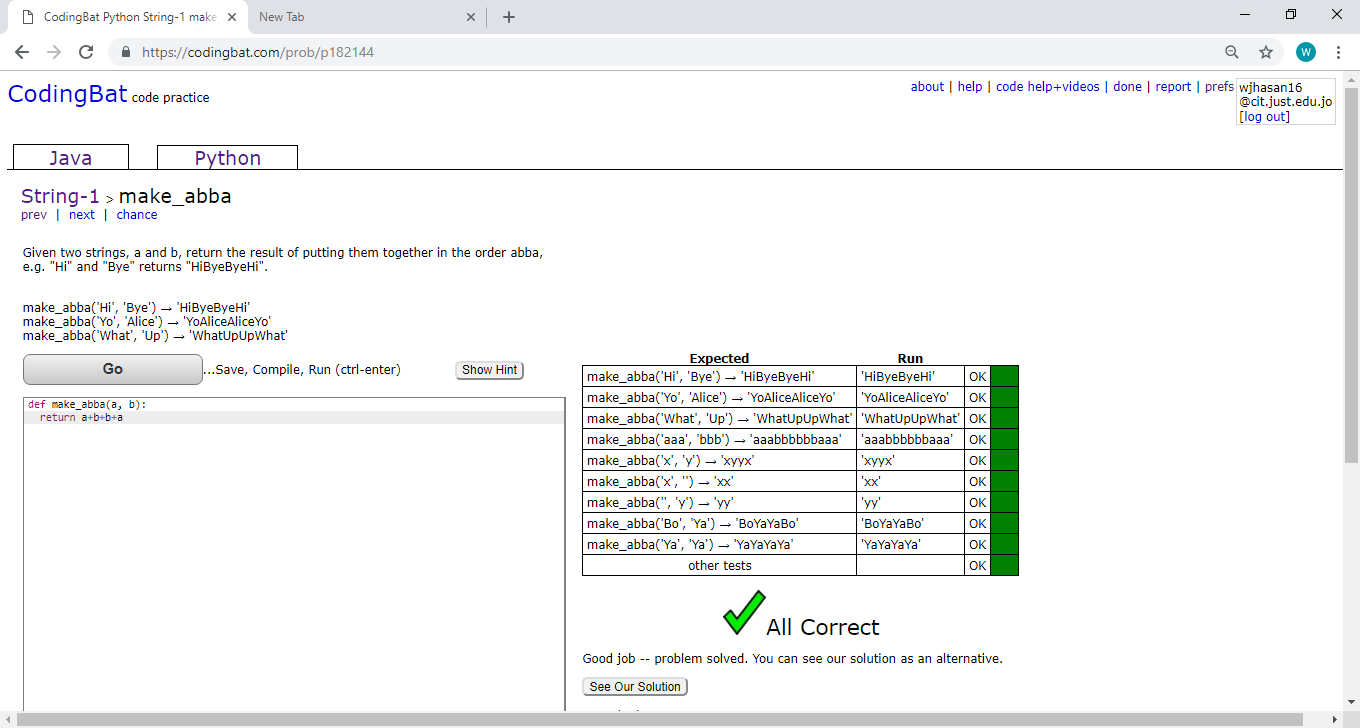 CodingBat Python String-1 make
New Tab
https://codingbat.com/prob/p182144
W
CodingBat code practice
about | help | code help+videos | done | report | prefs
wjhasan16
@cit.just.edu.jo
[log out]
Java
Python
String-1 > make_abba
prev | next | chance
Given two strings, a and b, return the result of putting them together in the order abba,
e.g. "Hi" and "Bye" returns "HiByeByeHi".
make_abba('Hi', 'Bye') → 'HiByeByeHi'
make_abba('Yo', 'Alice') → 'YoAliceAliceYo'
make_abba('What', 'Up') → 'WhatUpUpWhat'
Go ...Save, Compile, Run (ctrl-enter) Show Hint
def make_abba(a, b):
return a+b+b+a
Expected Run
make_abba('Hi', 'Bye') → 'HiByeByeHi' 'HiByeByeHi' OK
make_abba('Yo', 'Alice') → 'YoAliceAliceYo' 'YoAliceAliceYo' OK
make_abba('What', 'Up') → 'WhatUpUpWhat' 'WhatUpUpWhat' OK
make_abba('aaa', 'bbb') → 'aaabbbbbbaaa' 'aaabbbbbbaaa' OK
make_abba('x', 'y') → 'xyyx' 'xyyx' OK
make_abba('x', '') → 'xx' 'xx' OK
make_abba('', 'y') → 'yy' 'yy' OK
make_abba('Bo', 'Ya') → 'BoYaYaBo' 'BoYaYaBo' OK
make_abba('Ya', 'Ya') → 'YaYaYaYa' 'YaYaYaYa' OK
other tests OK
All Correct
Good job -- problem solved. You can see our solution as an alternative.
See Our Solution